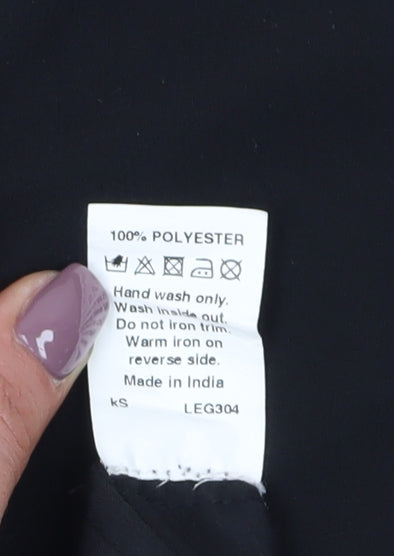 100% POLYESTER
Hand wash only.
Wash inside out.
Do not iron trim.
Warm iron on
reverse side.
Made in India
kS LEG304